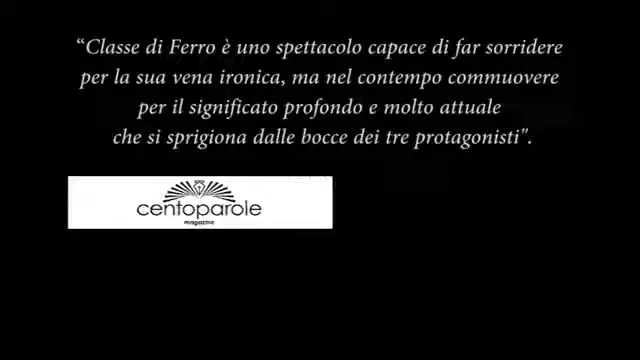 “Classe di Ferro è uno spettacolo capace di far sorridere
per la sua vena ironica, ma nel contempo commuovere
per il significato profondo e molto attuale
che si sprigiona dalle bocce dei tre protagonisti".
centoparole
magazine